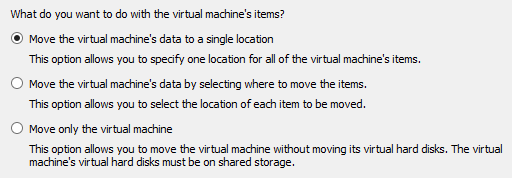 What do you want to do with the virtual machine's items?
Move the virtual machine's data to a single location
This option allows you to specify one location for all of the virtual machine's items.
Move the virtual machine's data by selecting where to move the items.
This option allows you to select the location of each item to be moved.
Move only the virtual machine
This option allows you to move the virtual machine without moving its virtual hard disks. The virtual
machine's virtual hard disks must be on shared storage.